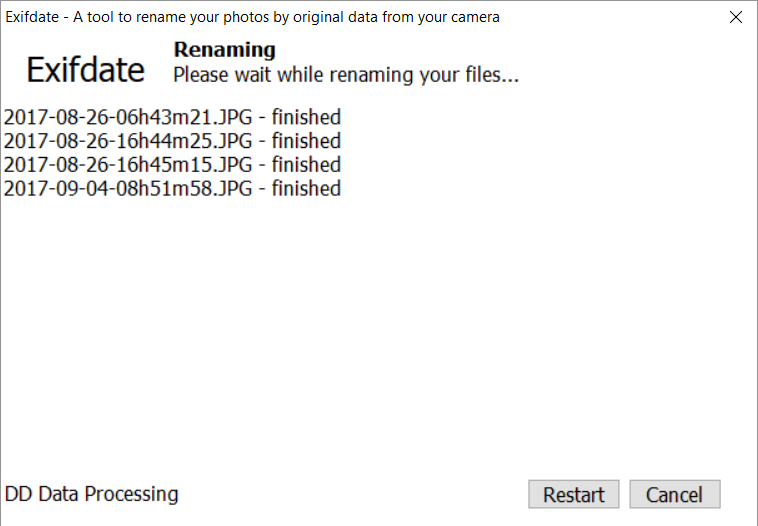 Exifdate - A tool to rename your photos by original data from your camera
Exifdate
Renaming
Please wait while renaming your files...
2017-08-26-06h43m21.JPG - finished
2017-08-26-16h44m25.JPG - finished
2017-08-26-16h45m15.JPG - finished
2017-09-04-08h51m58.JPG - finished
DD Data Processing
Restart
Cancel